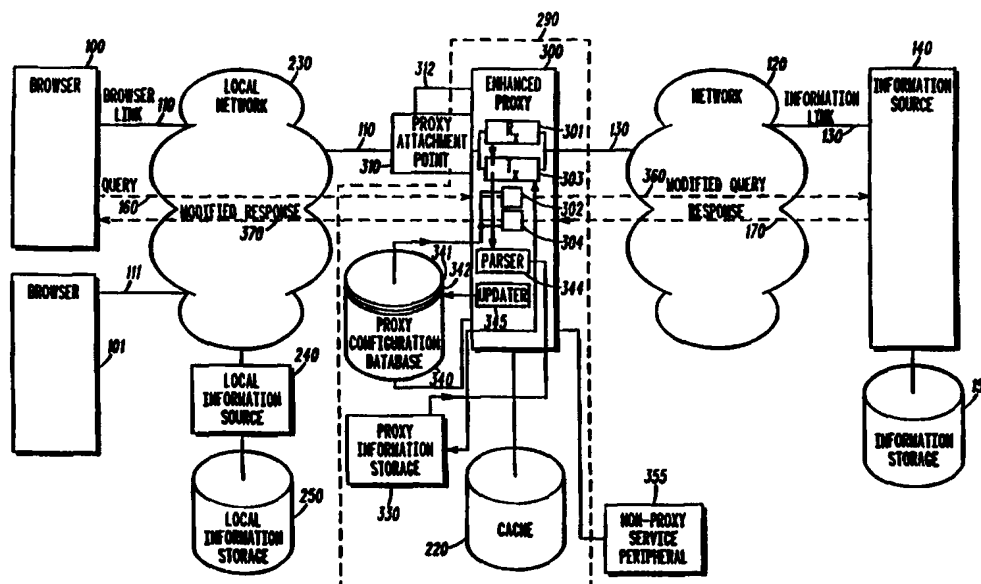 290
100
230
300
120
140
BROWSER
LOCAL
NETWORK
312
ENHANCED
PROXY
NETWORK
INFORMATION
SOURCE
BROWSER
LINK
110
INFORMATION
LINK
130
PROXY
ATTACHMENT
POINT
110
310
RX
301
130
TX
303
QUERY
160
302
360
MODIFIED QUERY
MODIFIED RESPONSE
370
304
RESPONSE
170
BROWSER
111
341
342
PARSER
344
UPDATER
345
PROXY
CONFIGURATION
DATABASE
340
101
240
LOCAL
INFORMATION
SOURCE
PROXY
INFORMATION
STORAGE
330
INFORMATION
STORAGE
250
LOCAL
INFORMATION
STORAGE
CACHE
220
355
NON-PROXY
SERVICE
PERIPHERAL